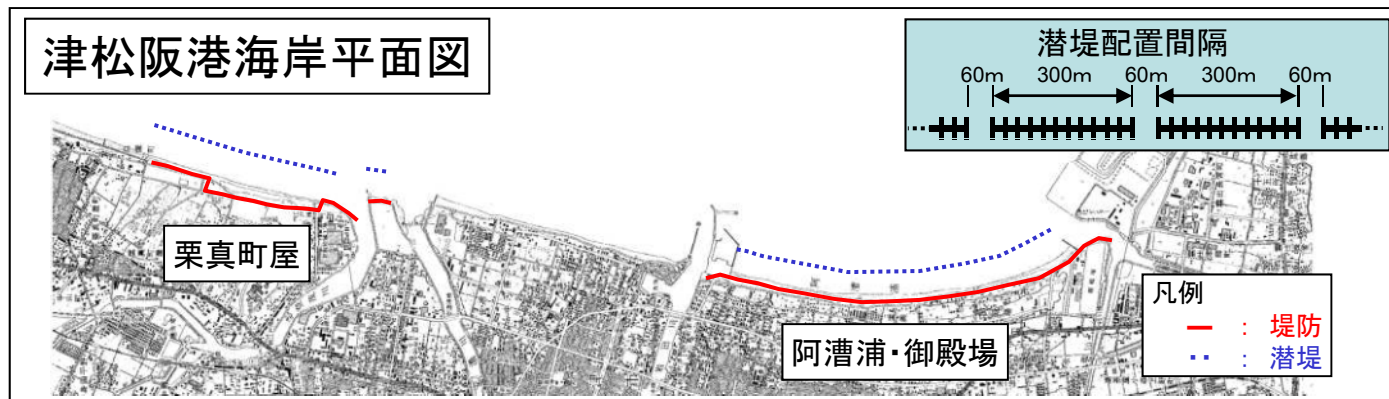 津松阪港海岸平面図
潜堤配置間隔
60m 300m 60m 300m 60m
栗真町屋
阿漕浦・御殿場
凡例
: 堤防
: 潜堤